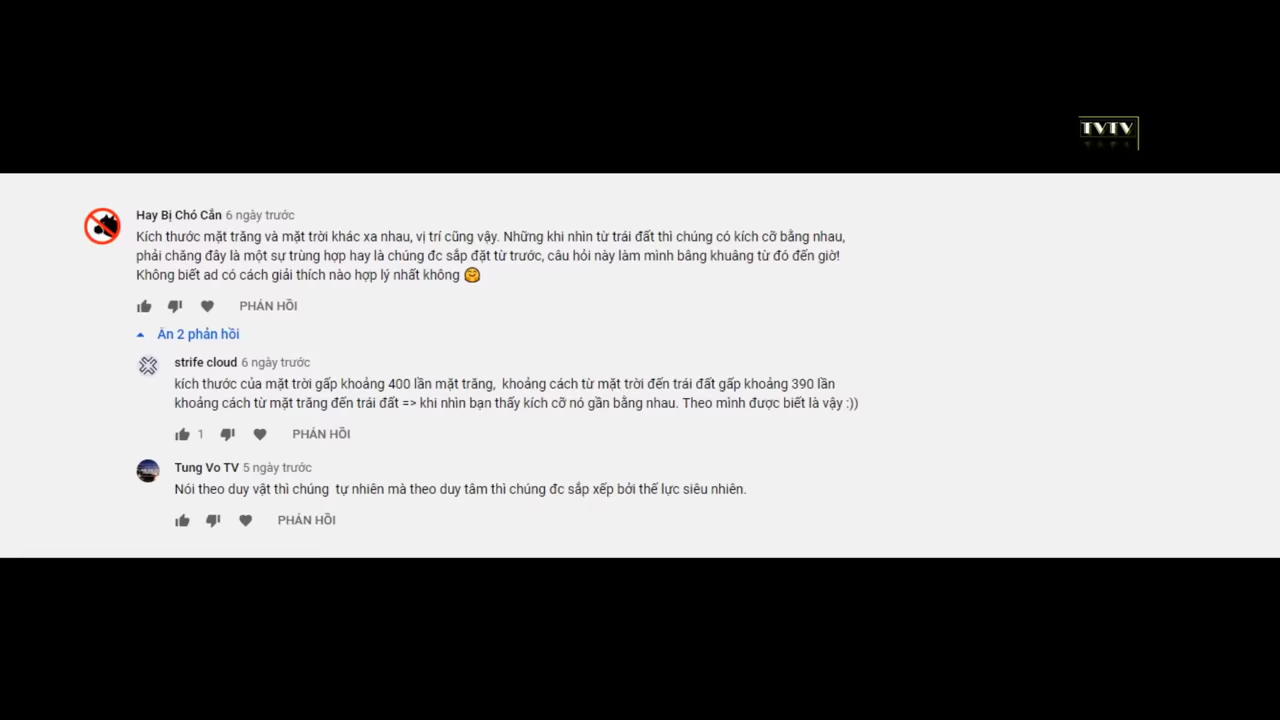 TVTV
Hay Bị Chó Cắn 6 ngày trước
Kích thước mặt trăng và mặt trời khác xa nhau, vị trí cũng vậy. Những khi nhìn từ trái đất thì chúng có kích cỡ bằng nhau,
phải chăng đây là một sự trùng hợp hay là chúng đc sắp đặt từ trước, câu hỏi này làm mình bâng khuâng từ đó đến giờ!
Không biết ad có cách giải thích nào hợp lý nhất không 🤗
PHẢN HỒI
Ẩn 2 phản hồi
strife cloud 6 ngày trước
kích thước của mặt trời gấp khoảng 400 lần mặt trăng, khoảng cách từ mặt trời đến trái đất gấp khoảng 390 lần
khoảng cách từ mặt trăng đến trái đất => khi nhìn bạn thấy kích cỡ nó gần bằng nhau. Theo mình được biết là vậy :))
1 PHẢN HỒI
Tung Vo TV 5 ngày trước
Nói theo duy vật thì chúng tự nhiên mà theo duy tâm thì chúng đc sắp xếp bởi thế lực siêu nhiên.
PHẢN HỒI